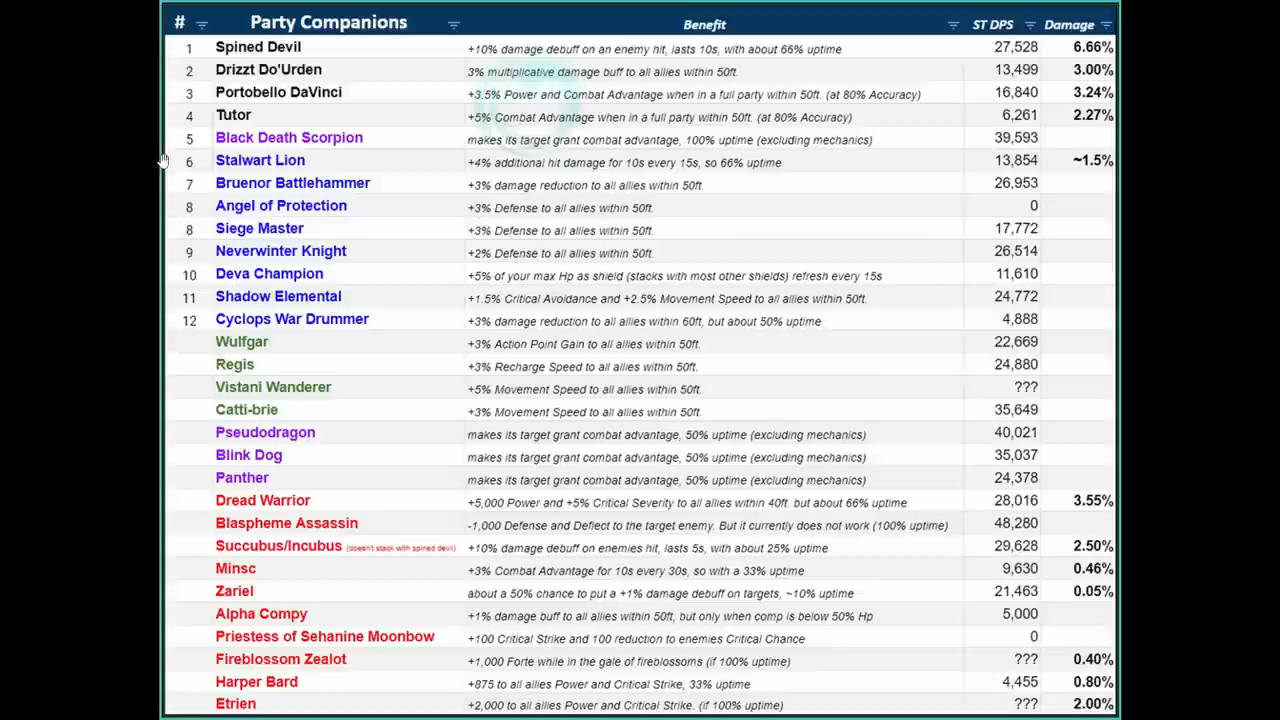 # Party Companions Benefit ST DPS Damage
1 Spined Devil +10% damage debuff on an enemy hit, lasts 10s, with about 66% uptime 27,528 6.66%
2 Drizzt Do'Urden 3% multiplicative damage buff to all allies within 50ft. 13,499 3.00%
3 Portobello DaVinci +3.5% Power and Combat Advantage when in a full party within 50ft. (at 80% Accuracy) 16,840 3.24%
4 Tutor +5% Combat Advantage when in a full party within 50ft. (at 80% Accuracy) 6,261 2.27%
5 Black Death Scorpion makes its target grant combat advantage, 100% uptime (excluding mechanics) 39,593
6 Stalwart Lion +4% additional hit damage for 10s every 15s, so 66% uptime 13,854 ~1.5%
7 Bruenor Battlehammer +3% damage reduction to all allies within 50ft. 26,953
8 Angel of Protection +3% Defense to all allies within 50ft. 0
8 Siege Master +3% Defense to all allies within 50ft. 17,772
9 Neverwinter Knight +2% Defense to all allies within 50ft. 26,514
10 Deva Champion +5% of your max Hp as shield (stacks with most other shields) refresh every 15s 11,610
11 Shadow Elemental +1.5% Critical Avoidance and +2.5% Movement Speed to all allies within 50ft. 24,772
12 Cyclops War Drummer +3% damage reduction to all allies within 60ft, but about 50% uptime 4,888
Wulfgar +3% Action Point Gain to all allies within 50ft. 22,669
Regis +3% Recharge Speed to all allies within 50ft. 24,880
Vistani Wanderer +5% Movement Speed to all allies within 50ft. ???
Catti-brie +3% Movement Speed to all allies within 50ft. 35,649
Pseudodragon makes its target grant combat advantage, 50% uptime (excluding mechanics) 40,021
Blink Dog makes its target grant combat advantage, 50% uptime (excluding mechanics) 35,037
Panther makes its target grant combat advantage, 50% uptime (excluding mechanics) 24,378
Dread Warrior +5,000 Power and +5% Critical Severity to all allies within 40ft. but about 66% uptime 28,016 3.55%
Blaspheme Assassin -1,000 Defense and Deflect to the target enemy. But it currently does not work (100% uptime) 48,280
Succubus/Incubus (doesn't stack with spined devil) +10% damage debuff on enemies hit, lasts 5s, with about 25% uptime 29,628 2.50%
Minsc +3% Combat Advantage for 10s every 30s, so with a 33% uptime 9,630 0.46%
Zariel about a 50% chance to put a +1% damage debuff on targets, ~10% uptime 21,463 0.05%
Alpha Compy +1% damage buff to all allies within 50ft, but only when comp is below 50% Hp 5,000
Priestess of Sehanine Moonbow +100 Critical Strike and 100 reduction to enemies Critical Chance 0
Fireblossom Zealot +1,000 Forte while in the gale of fireblossoms (if 100% uptime) ??? 0.40%
Harper Bard +875 to all allies Power and Critical Strike, 33% uptime 4,455 0.80%
Etrien +2,000 to all allies Power and Critical Strike. (if 100% uptime) ??? 2.00%